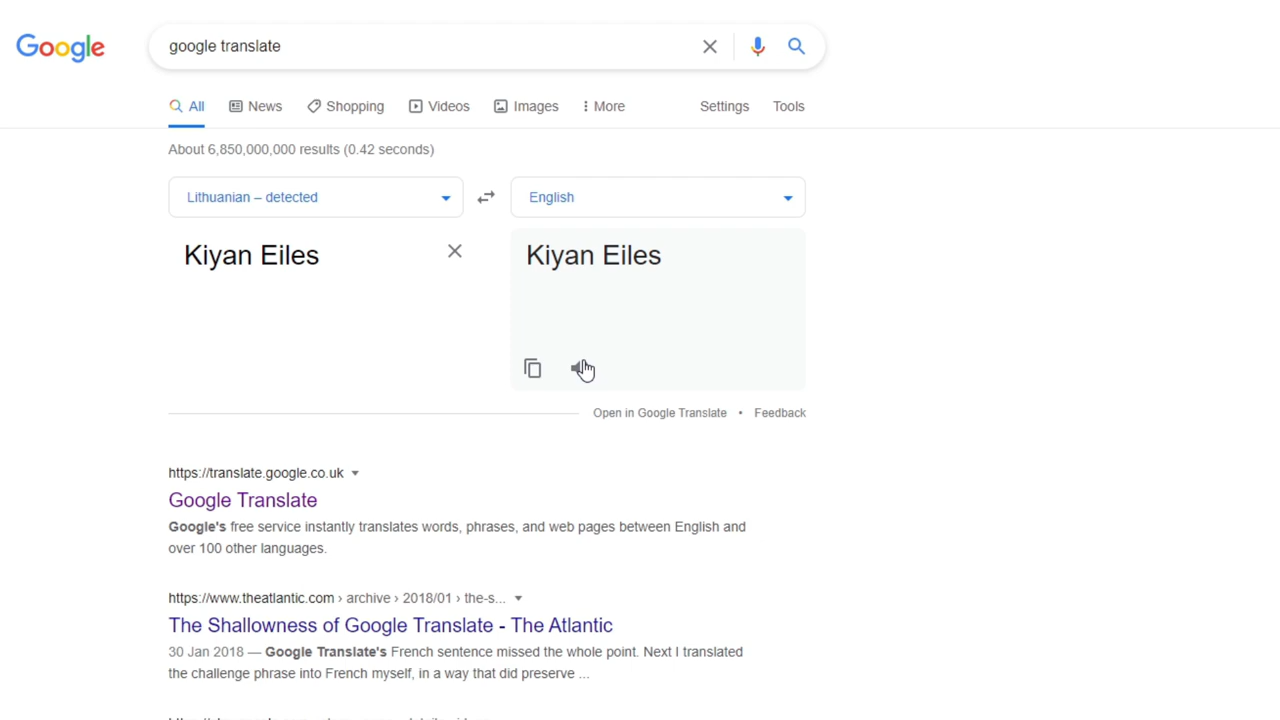 Google
google translate
All News Shopping Videos Images More Settings Tools
About 6,850,000,000 results (0.42 seconds)
Lithuanian – detected English
Kiyan Eiles Kiyan Eiles
Open in Google Translate • Feedback
https://translate.google.co.uk
Google Translate
Google's free service instantly translates words, phrases, and web pages between English and
over 100 other languages.
https://www.theatlantic.com › archive › 2018/01 › the-s...
The Shallowness of Google Translate - The Atlantic
30 Jan 2018 — Google Translate's French sentence missed the whole point. Next I translated
the challenge phrase into French myself, in a way that did preserve ...